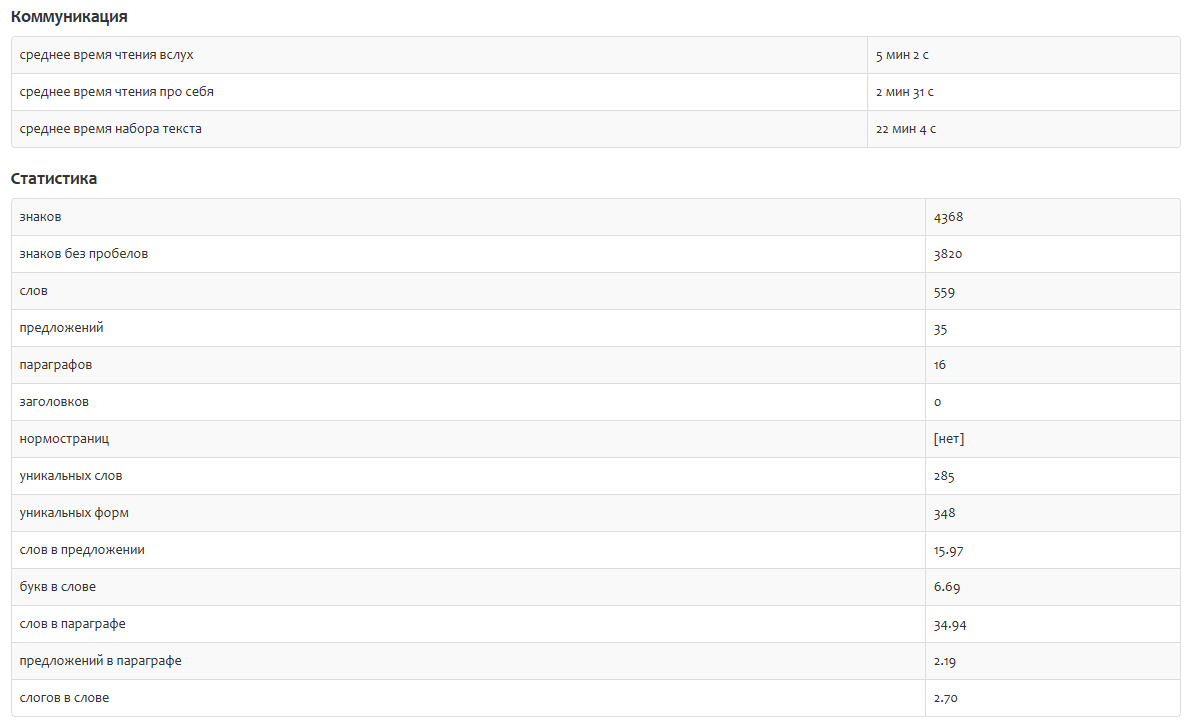 Коммуникация
среднее время чтения вслух 5 мин 2 с
среднее время чтения про себя 2 мин 31 с
среднее время набора текста 22 мин 4 с
Статистика
знаков 4368
знаков без пробелов 3820
слов 559
предложений 35
параграфов 16
заголовков 0
нормостраниц [нет]
уникальных слов 285
уникальных форм 348
слов в предложении 15.97
букв в слове 6.69
слов в параграфе 34.94
предложений в параграфе 2.19
слогов в слове 2.70